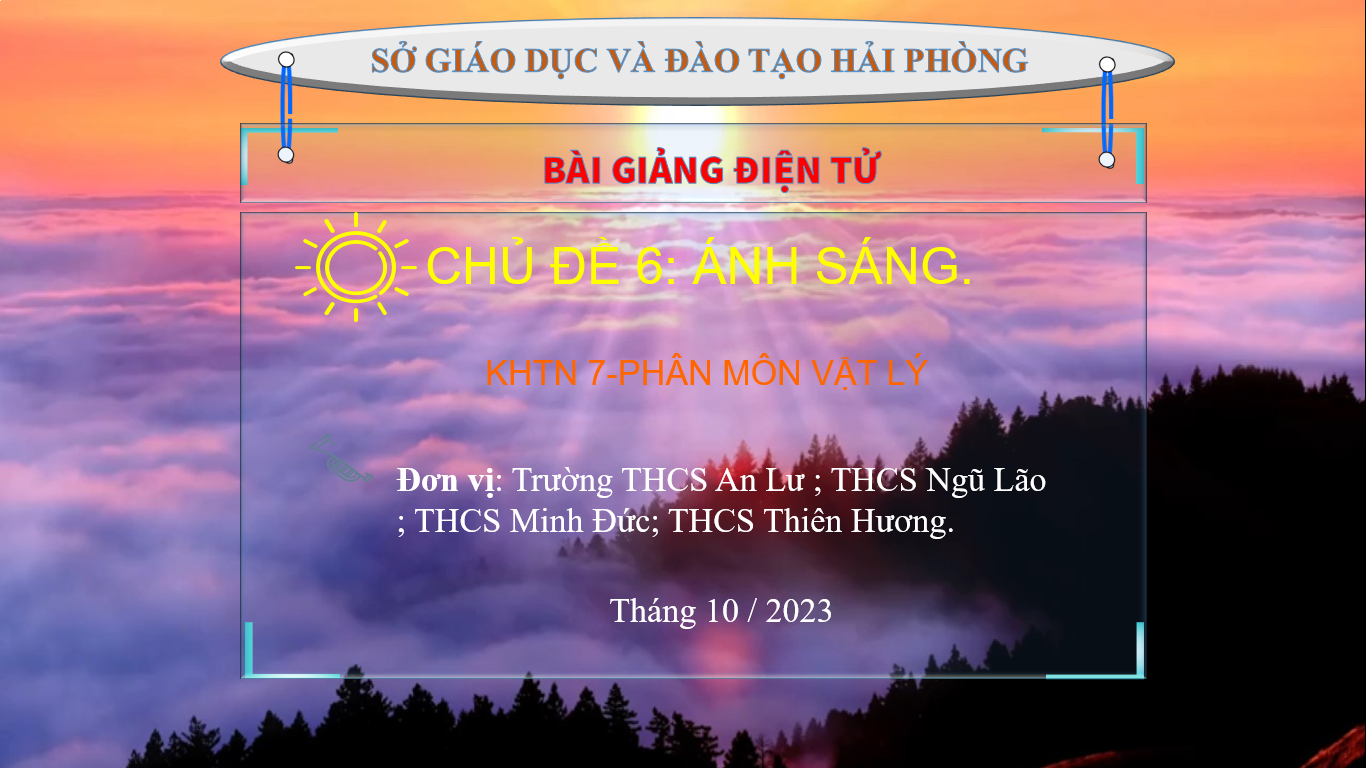 SỞ GIÁO DỤC VÀ ĐÀO TẠO HẢI PHÒNG
BÀI GIẢNG ĐIỆN TỬ
CHỦ ĐỀ 6: ÁNH SÁNG.
KHTN 7-PHÂN MÔN VẬT LÝ
Đơn vị: Trường THCS An Lư ; THCS Ngũ Lão
; THCS Minh Đức; THCS Thiên Hương.
Tháng 10 / 2023